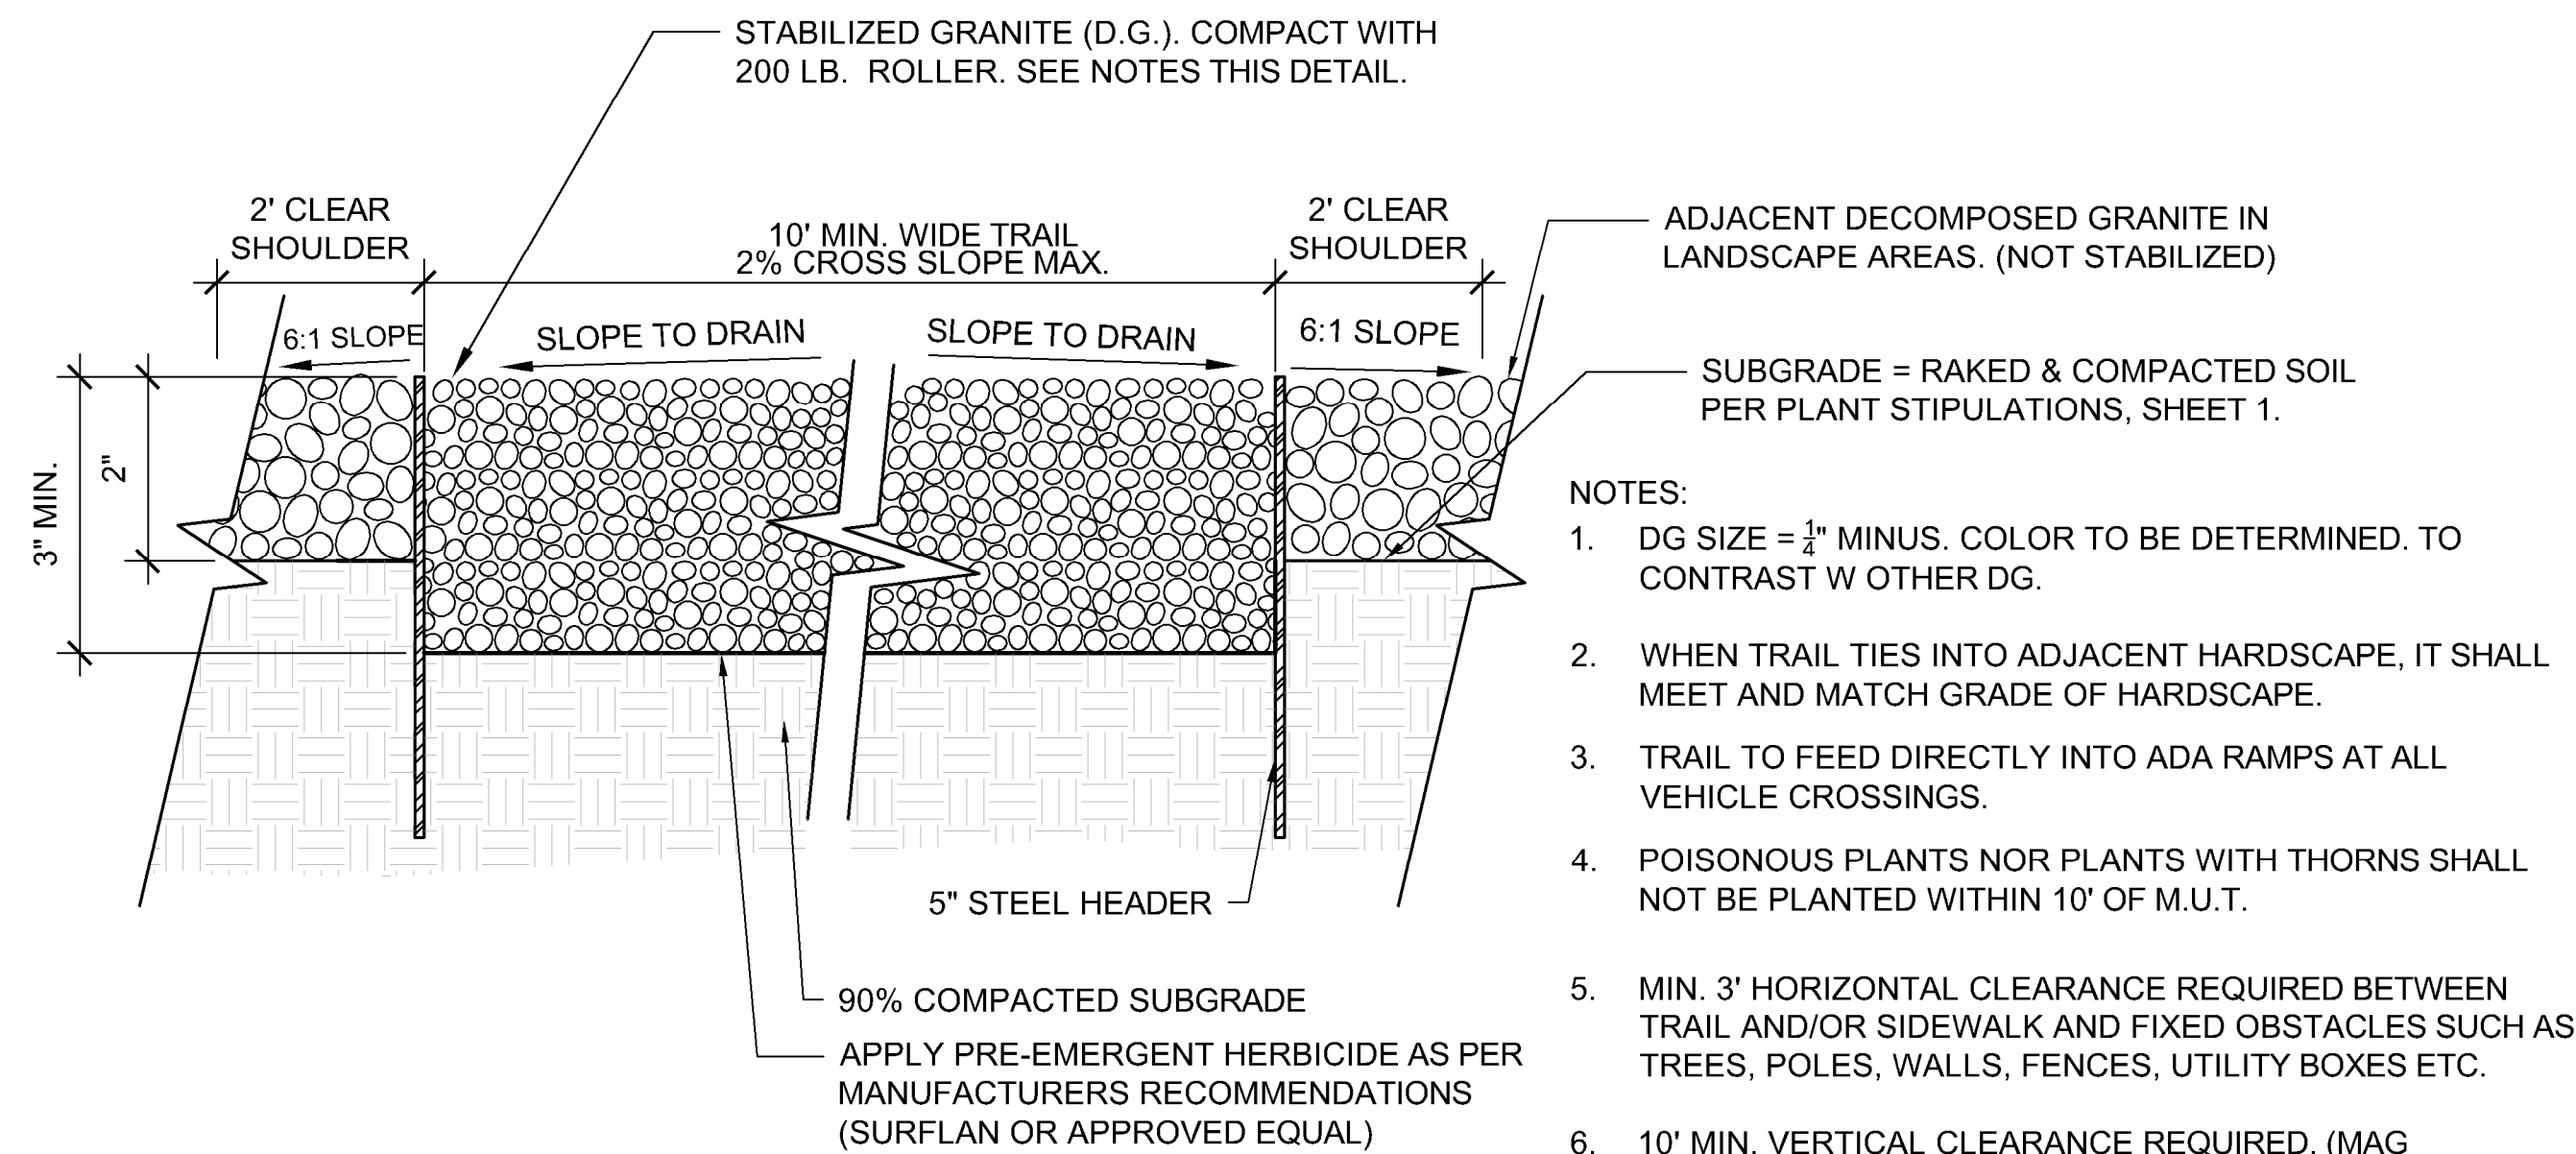 STABILIZED GRANITE (D.G.). COMPACT WITH
200 LB. ROLLER. SEE NOTES THIS DETAIL.
2' CLEAR
SHOULDER
10' MIN. WIDE TRAIL
2% CROSS SLOPE MAX.
2' CLEAR
SHOULDER
ADJACENT DECOMPOSED GRANITE IN
LANDSCAPE AREAS. (NOT STABILIZED)
6:1 SLOPE
SLOPE TO DRAIN
SLOPE TO DRAIN
6:1 SLOPE
SUBGRADE = RAKED & COMPACTED SOIL
PER PLANT STIPULATIONS, SHEET 1.
3" MIN.
2"
5" STEEL HEADER
90% COMPACTED SUBGRADE
APPLY PRE-EMERGENT HERBICIDE AS PER
MANUFACTURERS RECOMMENDATIONS
(SURFLAN OR APPROVED EQUAL)
NOTES:
1. DG SIZE = 1/4" MINUS. COLOR TO BE DETERMINED. TO
CONTRAST W OTHER DG.
2. WHEN TRAIL TIES INTO ADJACENT HARDSCAPE, IT SHALL
MEET AND MATCH GRADE OF HARDSCAPE.
3. TRAIL TO FEED DIRECTLY INTO ADA RAMPS AT ALL
VEHICLE CROSSINGS.
4. POISONOUS PLANTS NOR PLANTS WITH THORNS SHALL
NOT BE PLANTED WITHIN 10' OF M.U.T.
5. MIN. 3' HORIZONTAL CLEARANCE REQUIRED BETWEEN
TRAIL AND/OR SIDEWALK AND FIXED OBSTACLES SUCH AS
TREES, POLES, WALLS, FENCES, UTILITY BOXES ETC.
6. 10' MIN. VERTICAL CLEARANCE REQUIRED. (MAG